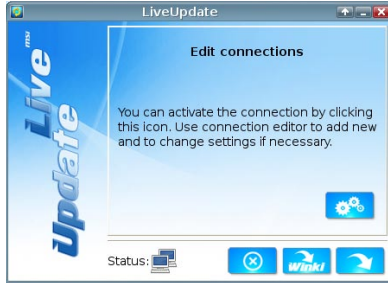 LiveUpdate
msi
Live
Update
Edit connections
You can activate the connection by clicking
this icon. Use connection editor to add new
and to change settings if necessary.
Status:
Winki